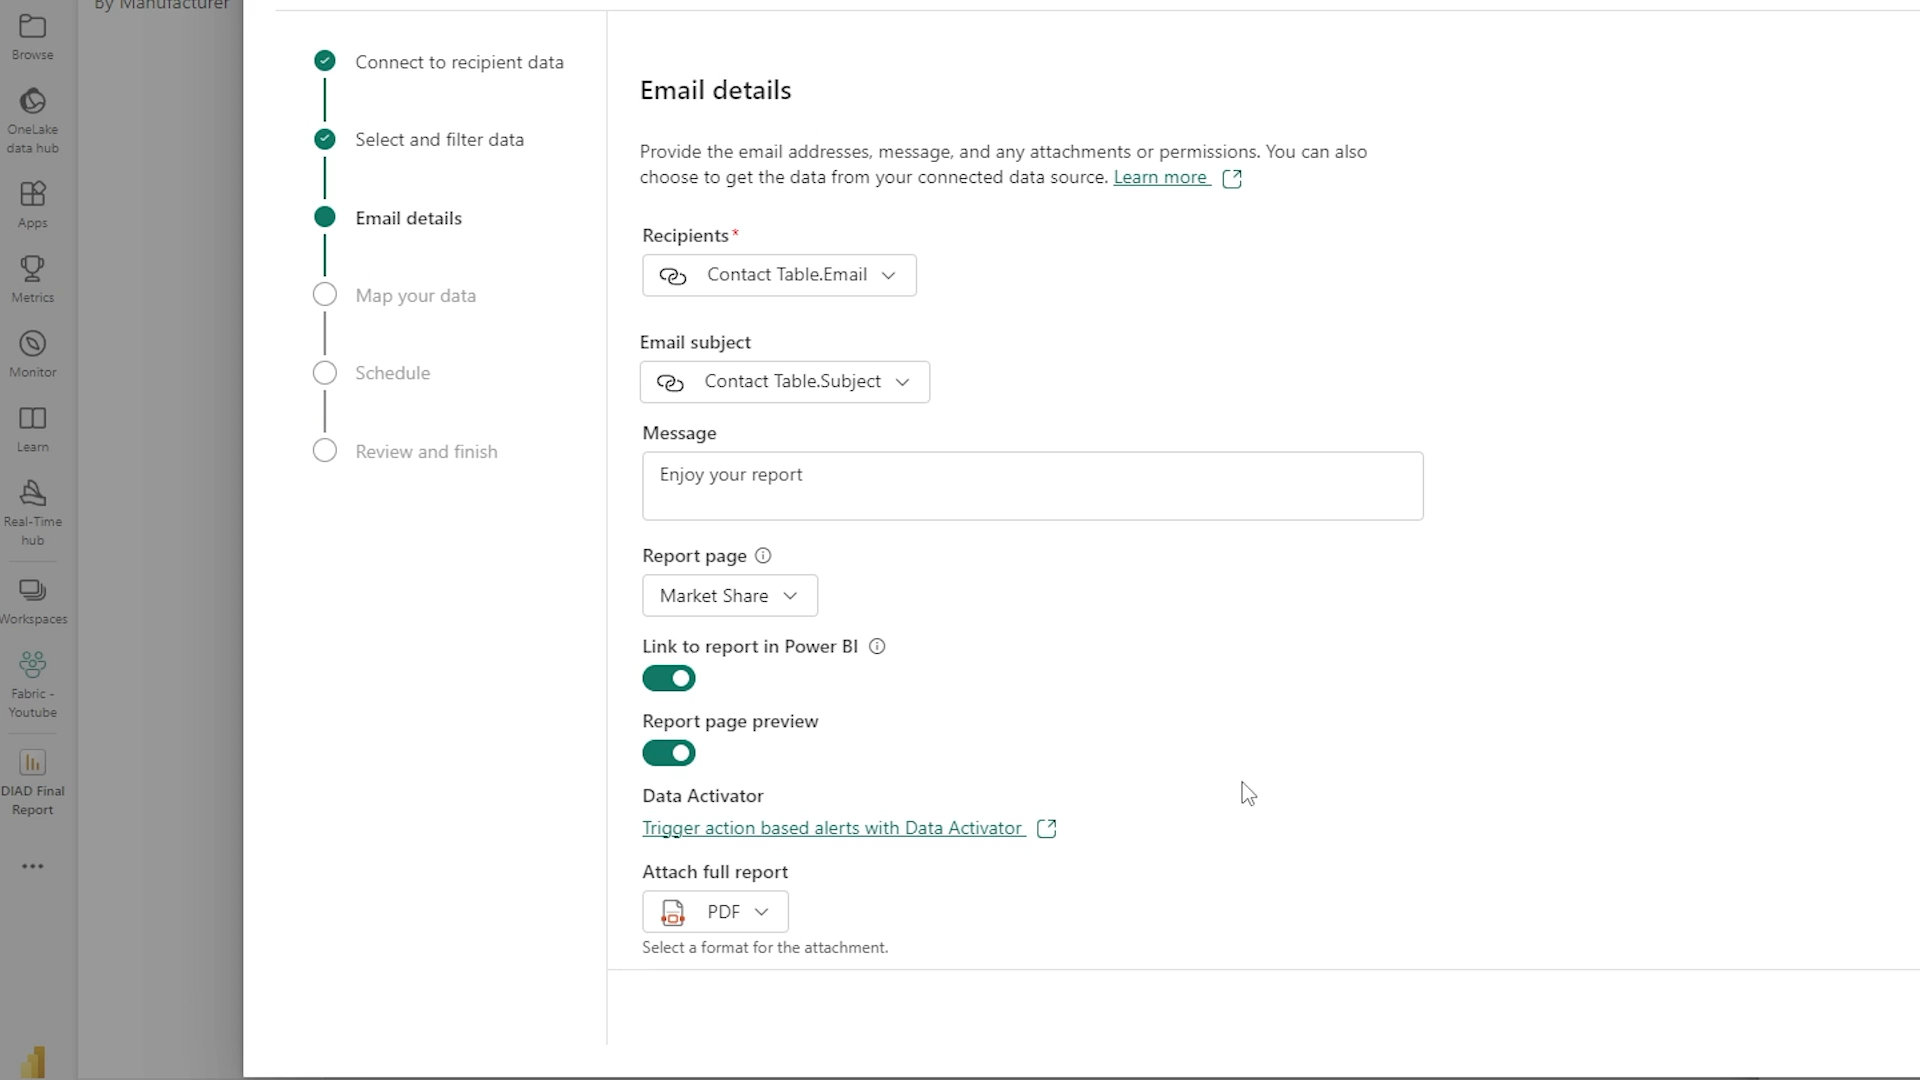 By Manufacturer
Browse
OneLake
data hub
Apps
Metrics
Monitor
Learn
Real-Time
hub
Workspaces
Fabric -
Youtube
DIAD Final
Report
Connect to recipient data
Select and filter data
Email details
Map your data
Schedule
Review and finish
Email details
Provide the email addresses, message, and any attachments or permissions. You can also
choose to get the data from your connected data source. Learn more
Recipients*
Contact Table.Email
Email subject
Contact Table.Subject
Message
Enjoy your report
Report page
Market Share
Link to report in Power BI
Report page preview
Data Activator
Trigger action based alerts with Data Activator
Attach full report
PDF
Select a format for the attachment.